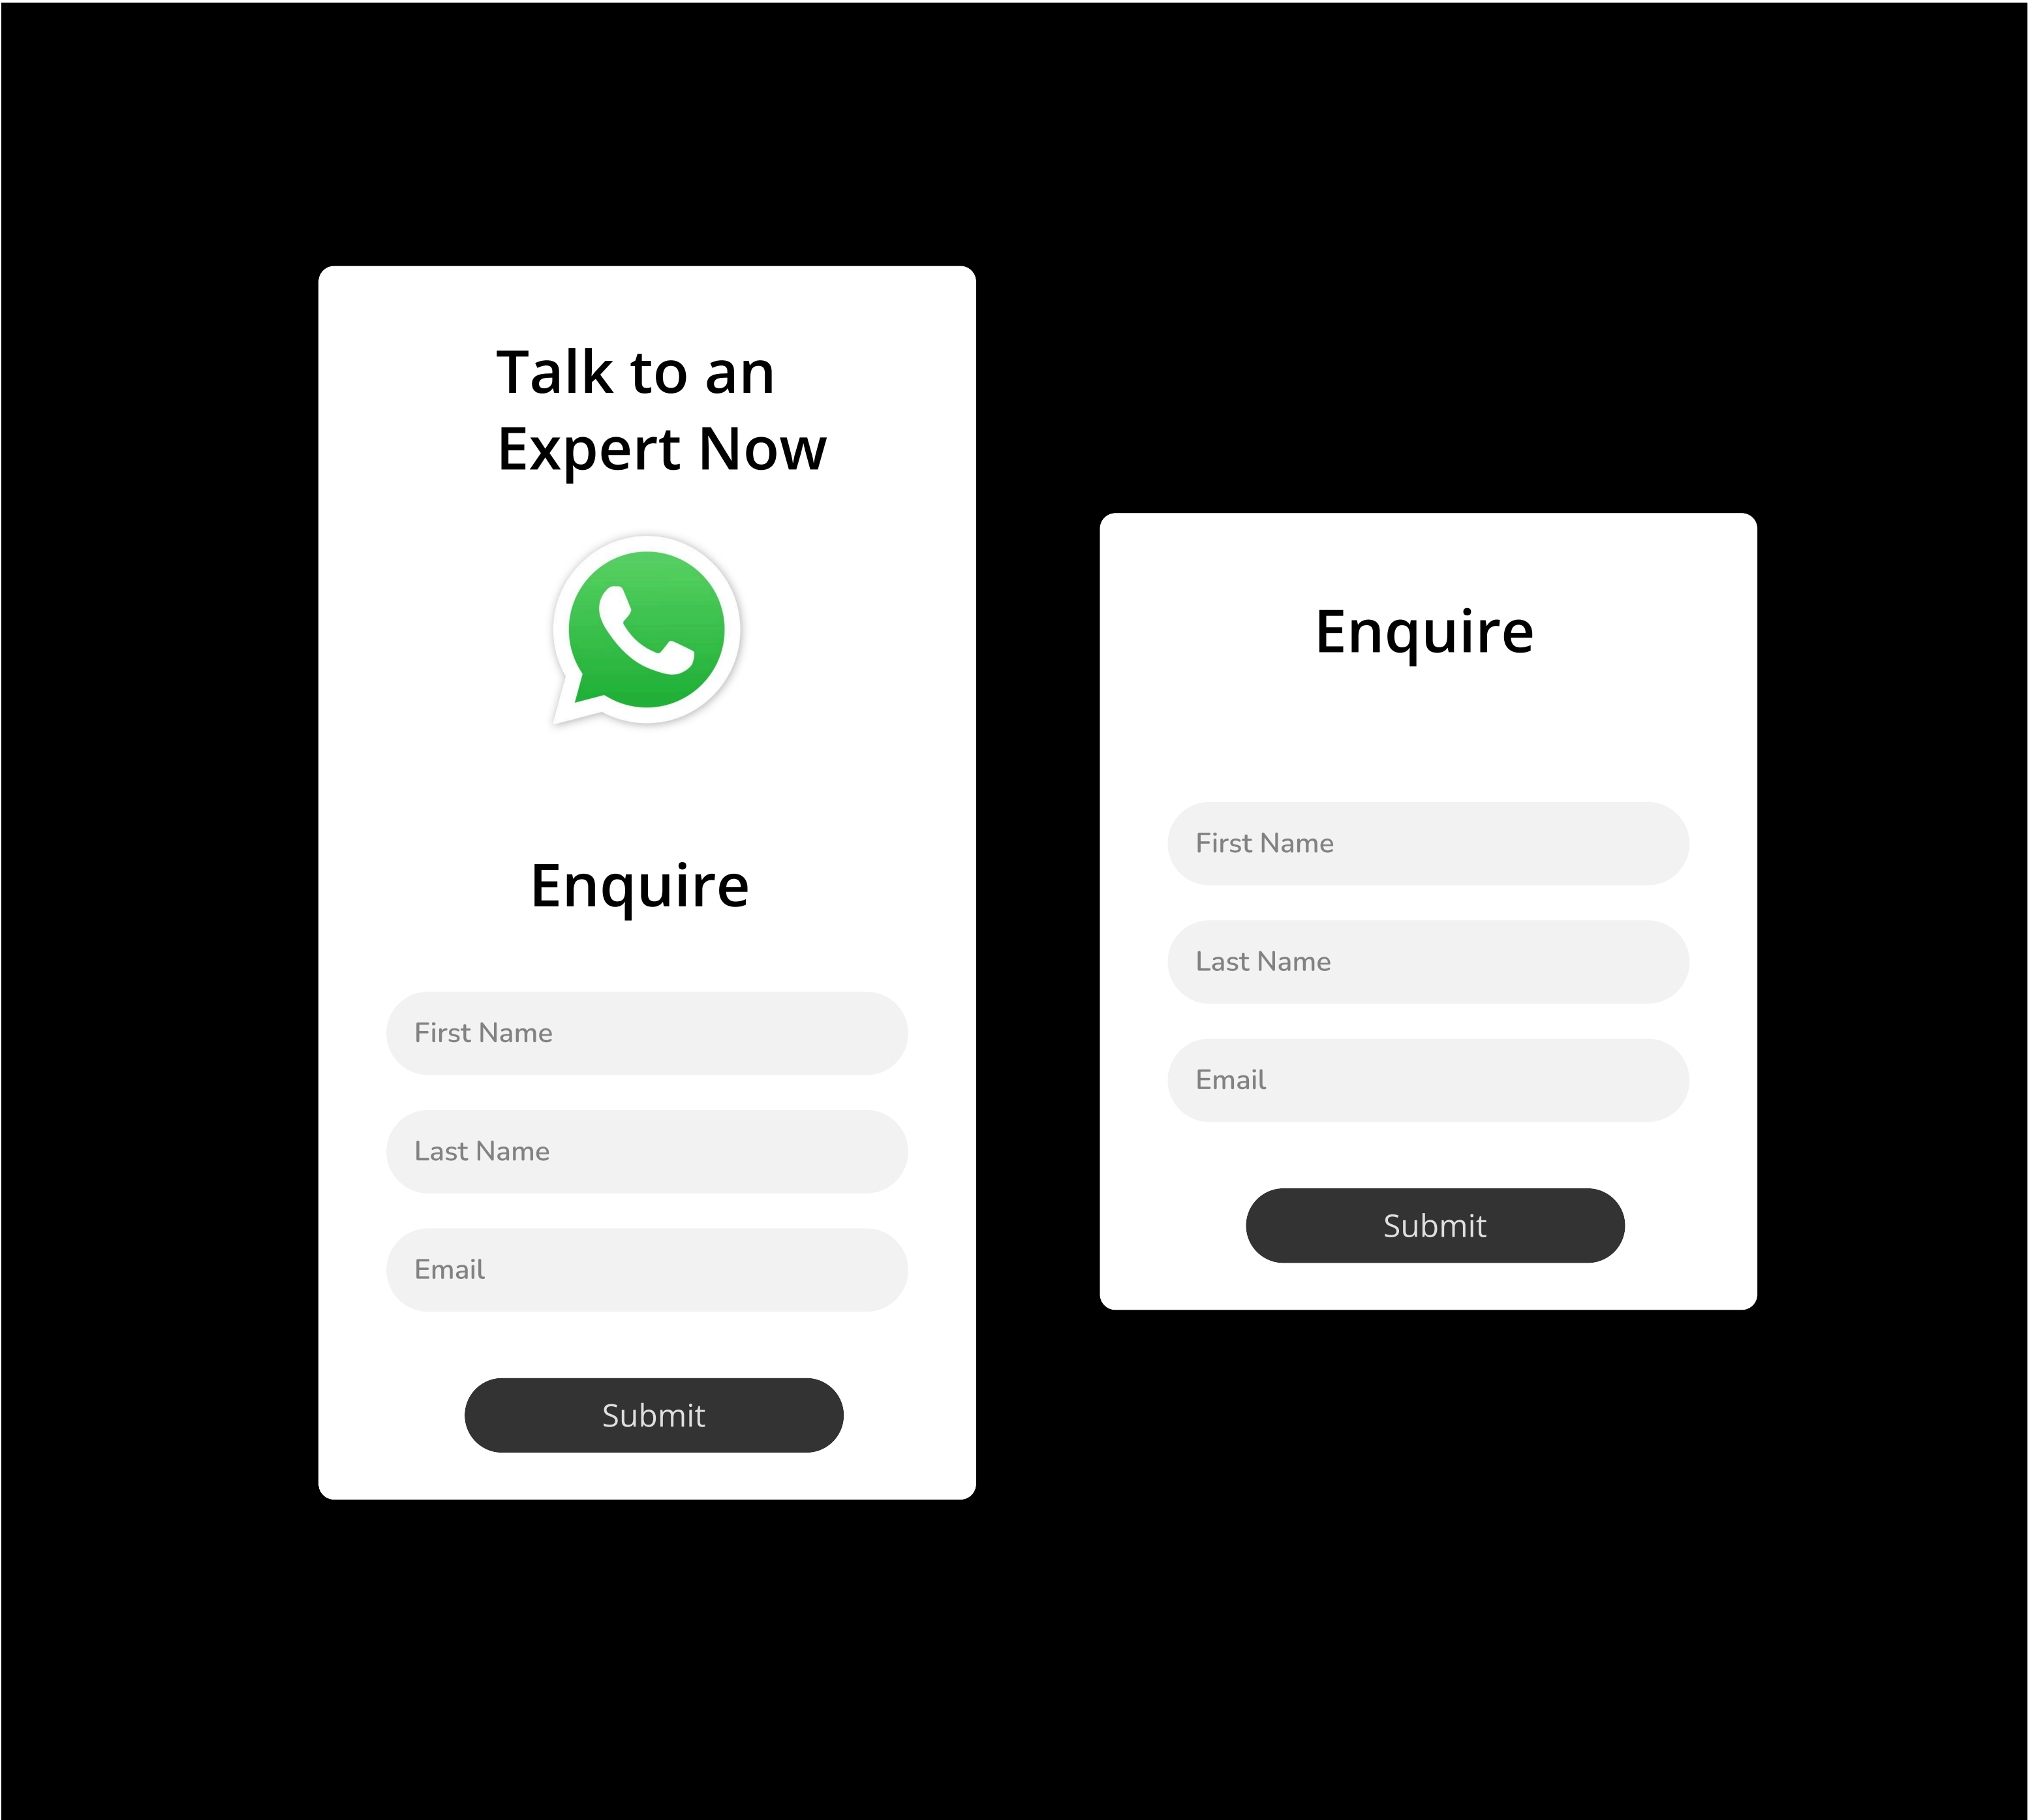 Talk to an
Expert Now
Enquire
First Name
Last Name
Email
Submit
Enquire
First Name
Last Name
Email
Submit